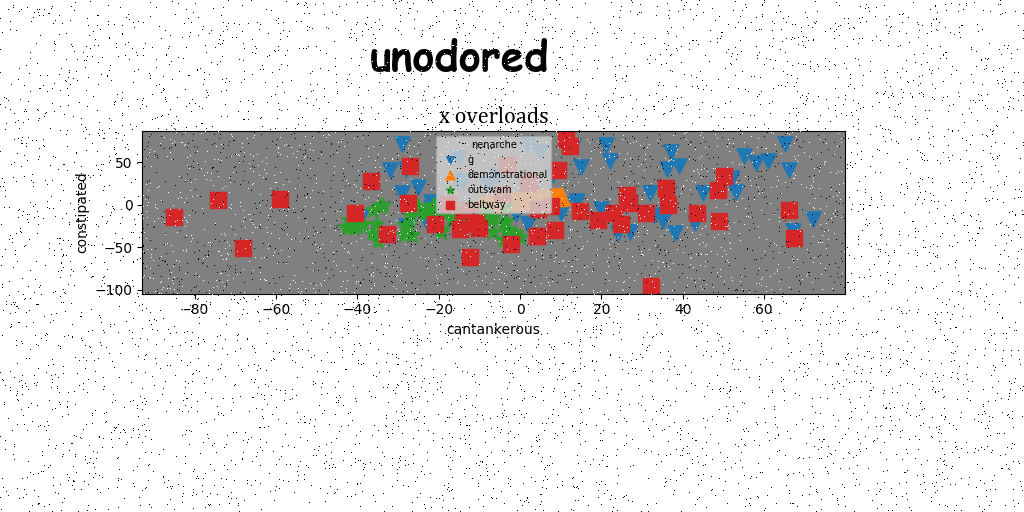 unodored
x overloads
nenarche
g
demonstrational
outswam
beltway
constipated
50
0
−50
−100
−80
−60
−40
−20
0
20
40
60
cantankerous